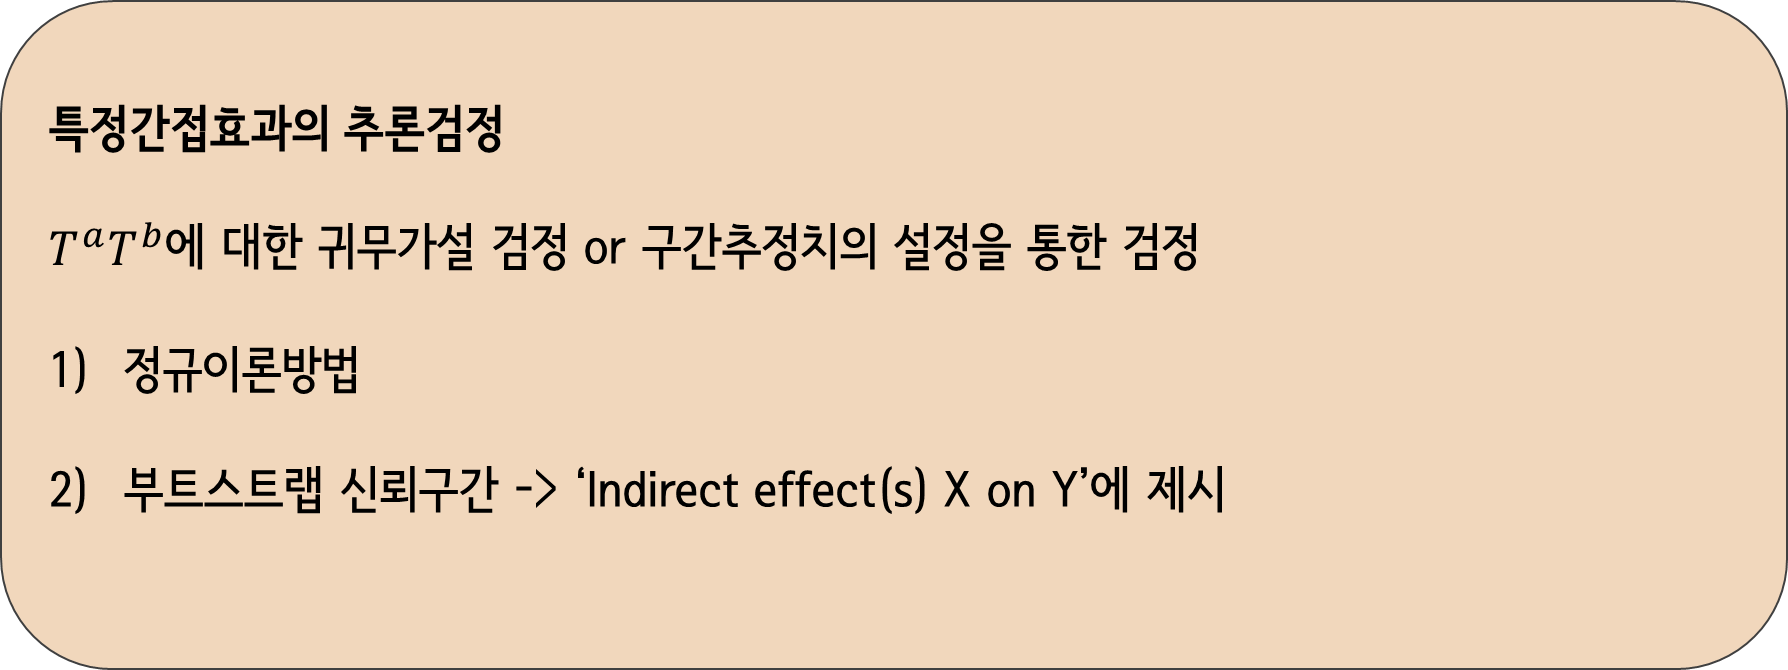 특정간접효과의 추론검정
TᵃTᵇ에 대한 귀무가설 검정 or 구간추정치의 설정을 통한 검정
1) 정규이론방법
2) 부트스트랩 신뢰구간 -> ‘Indirect effect(s) X on Y’에 제시